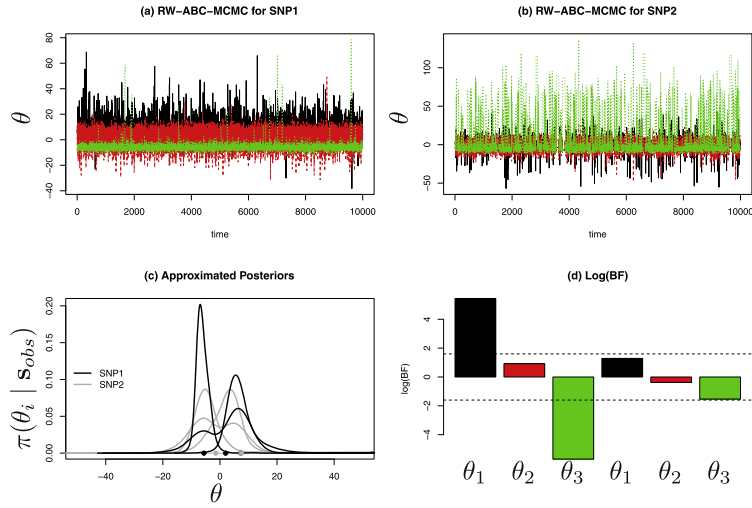 (a) RW−ABC−MCMC for SNP1
θ
80
60
40
20
0
−20
−40
0 2000 4000 6000 8000 10000
time
(b) RW−ABC−MCMC for SNP2
θ
100
50
0
−50
0 2000 4000 6000 8000 10000
time
(c) Approximated Posteriors
π(θi | sobs)
0.20
0.15
0.10
0.05
0.00
SNP1
SNP2
−40 −20 0 20 40
θ
(d) Log(BF)
log(BF)
4
2
0
−2
−4
θ1 θ2 θ3 θ1 θ2 θ3